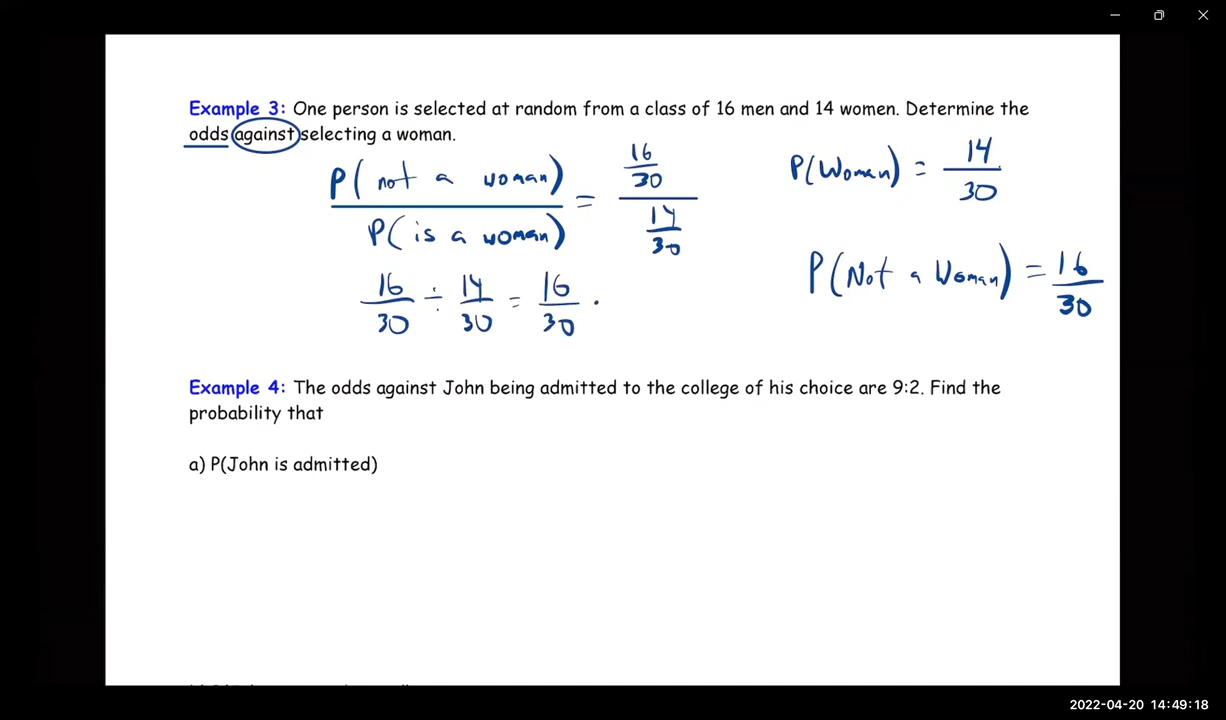 Example 3: One person is selected at random from a class of 16 men and 14 women. Determine the
odds against selecting a woman.
P( not a woman) / P( is a woman) = 16/30 / 14/30
P(Woman) = 14/30
P(Not a Woman) = 16/30
16/30 ÷ 14/30 = 16/30 ·
Example 4: The odds against John being admitted to the college of his choice are 9:2. Find the
probability that
a) P(John is admitted)
2022-04-20 14:49:18